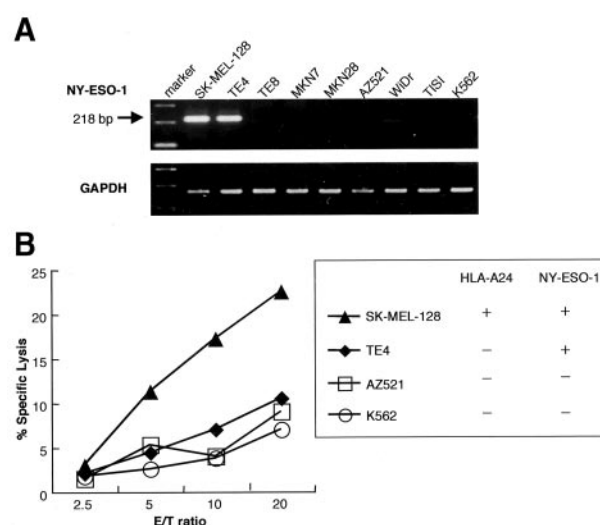 A
marker SK-MEL-128 TE4 TE8 MKN7 MKN28 AZ521 WiDr TISI K562
NY-ESO-1
218 bp
GAPDH
B
25
20
15
10
5
0
% Specific Lysis
2.5 5 10 20
E/T ratio
HLA-A24 NY-ESO-1
SK-MEL-128 + +
TE4 − +
AZ521 − −
K562 − −